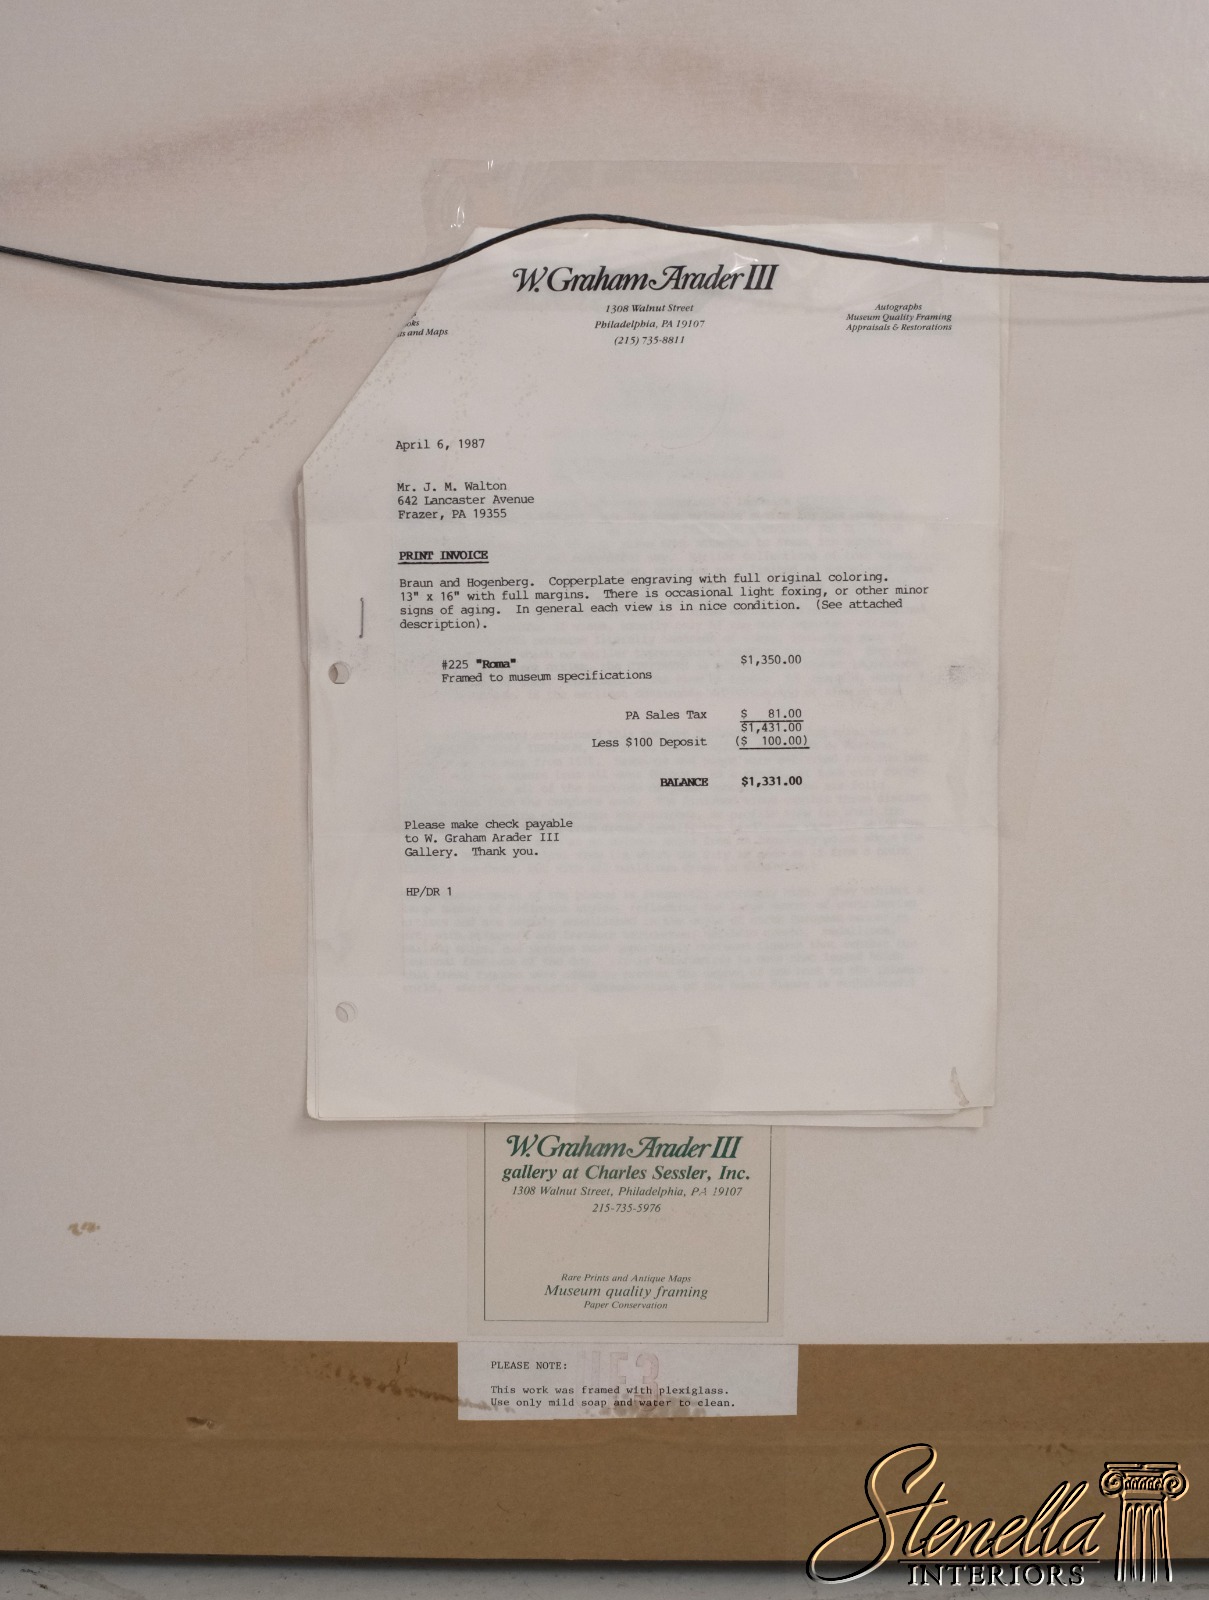 W. Graham Arader III
1308 Walnut Street
Philadelphia, PA 19107
(215) 735-8811
and Maps
Autographs
Museum Quality Framing
Appraisals & Restorations
April 6, 1987
Mr. J. M. Walton
642 Lancaster Avenue
Frazer, PA 19355
PRINT INVOICE
Braun and Hogenberg. Copperplate engraving with full original coloring.
13" x 16" with full margins. There is occasional light foxing, or other minor
signs of aging. In general each view is in nice condition. (See attached
description).
#225 "Roma" $1,350.00
Framed to museum specifications
PA Sales Tax $ 81.00
$1,431.00
Less $100 Deposit ($ 100.00)
BALANCE $1,331.00
Please make check payable
to W. Graham Arader III
Gallery. Thank you.
HP/DR 1
W. Graham Arader III
gallery at Charles Sessler, Inc.
1308 Walnut Street, Philadelphia, PA 19107
215-735-5976
Rare Prints and Antique Maps
Museum quality framing
Paper Conservation
PLEASE NOTE:
This work was framed with plexiglass.
Use only mild soap and water to clean.
Stenella
INTERIORS